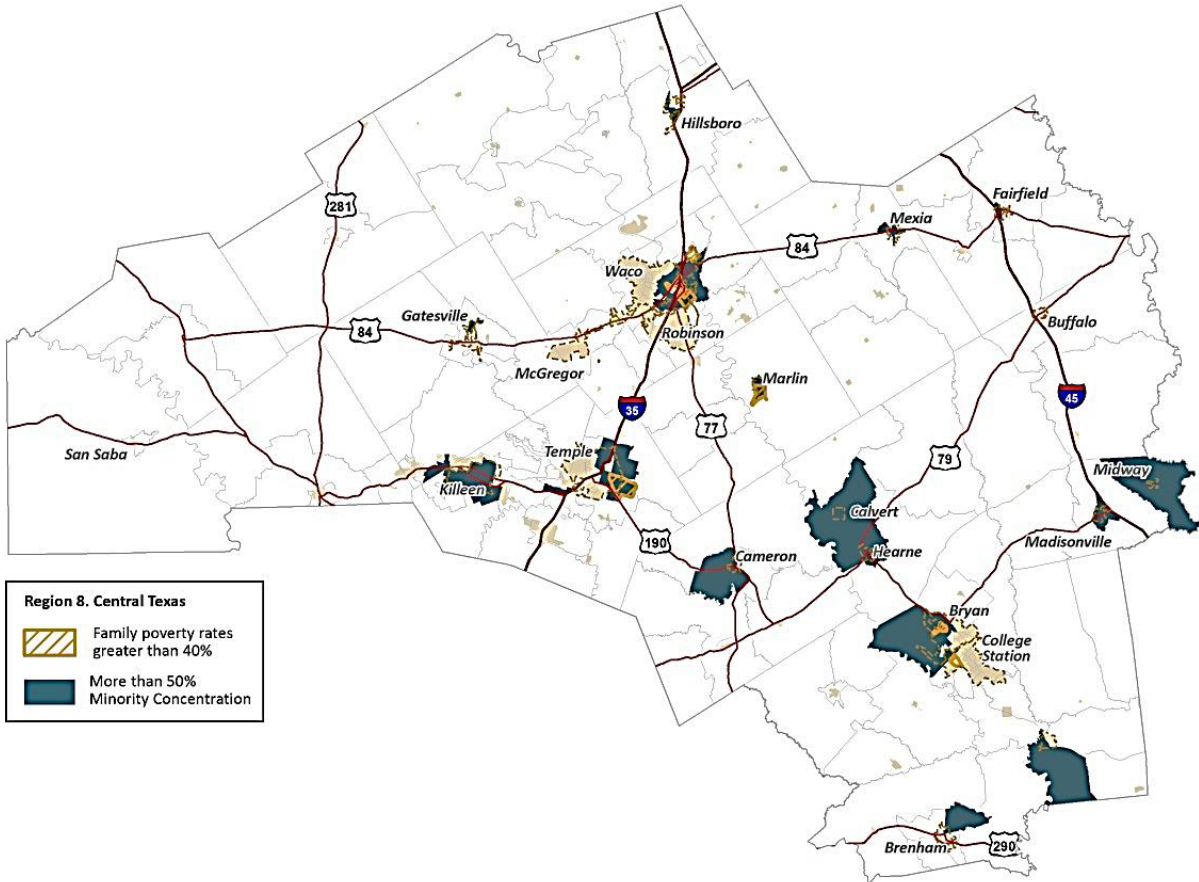 Hillsboro
Fairfield
281
Mexia
84
Waco
Gatesville
84
Buffalo
Robinson
McGregor
Marlin
35
45
77
San Saba
Temple
79
Midway
Killeen
Calvert
Madisonville
190
Cameron
Hearne
Region 8. Central Texas
Family poverty rates
greater than 40%
More than 50%
Minority Concentration
Bryan
College
Station
Brenham
290